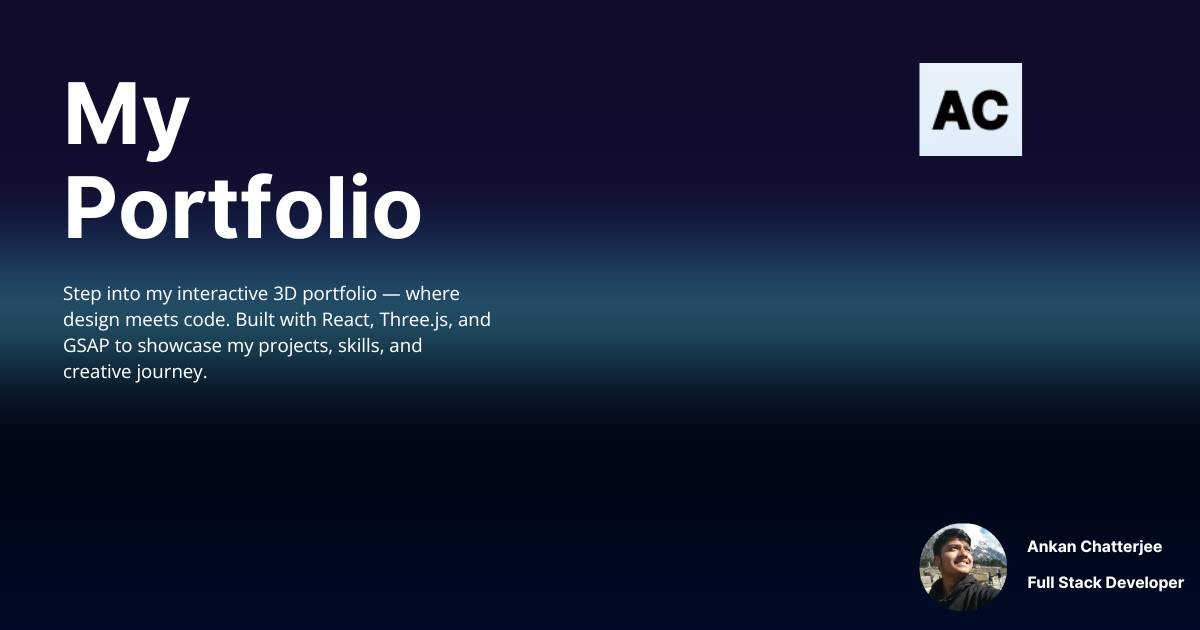 My
Portfolio
AC
Step into my interactive 3D portfolio — where
design meets code. Built with React, Three.js, and
GSAP to showcase my projects, skills, and
creative journey.
Ankan Chatterjee
Full Stack Developer